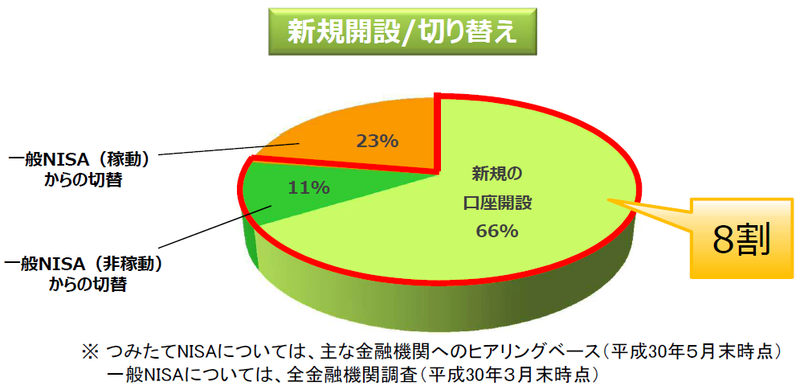 新規開設/切り替え
23%
一般NISA（稼動）
からの切替
11%
新規の
口座開設
66%
8割
一般NISA（非稼動）
からの切替
※ つみたてNISAについては、主な金融機関へのヒアリングベース（平成30年５月末時点）
一般NISAについては、全金融機関調査（平成30年３月末時点）